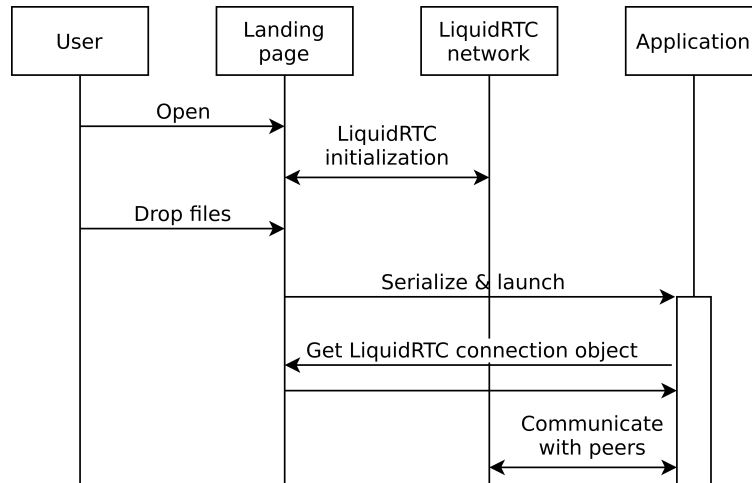 User
Landing
page
LiquidRTC
network
Application
Open
LiquidRTC
initialization
Drop files
Serialize & launch
Get LiquidRTC connection object
Communicate
with peers